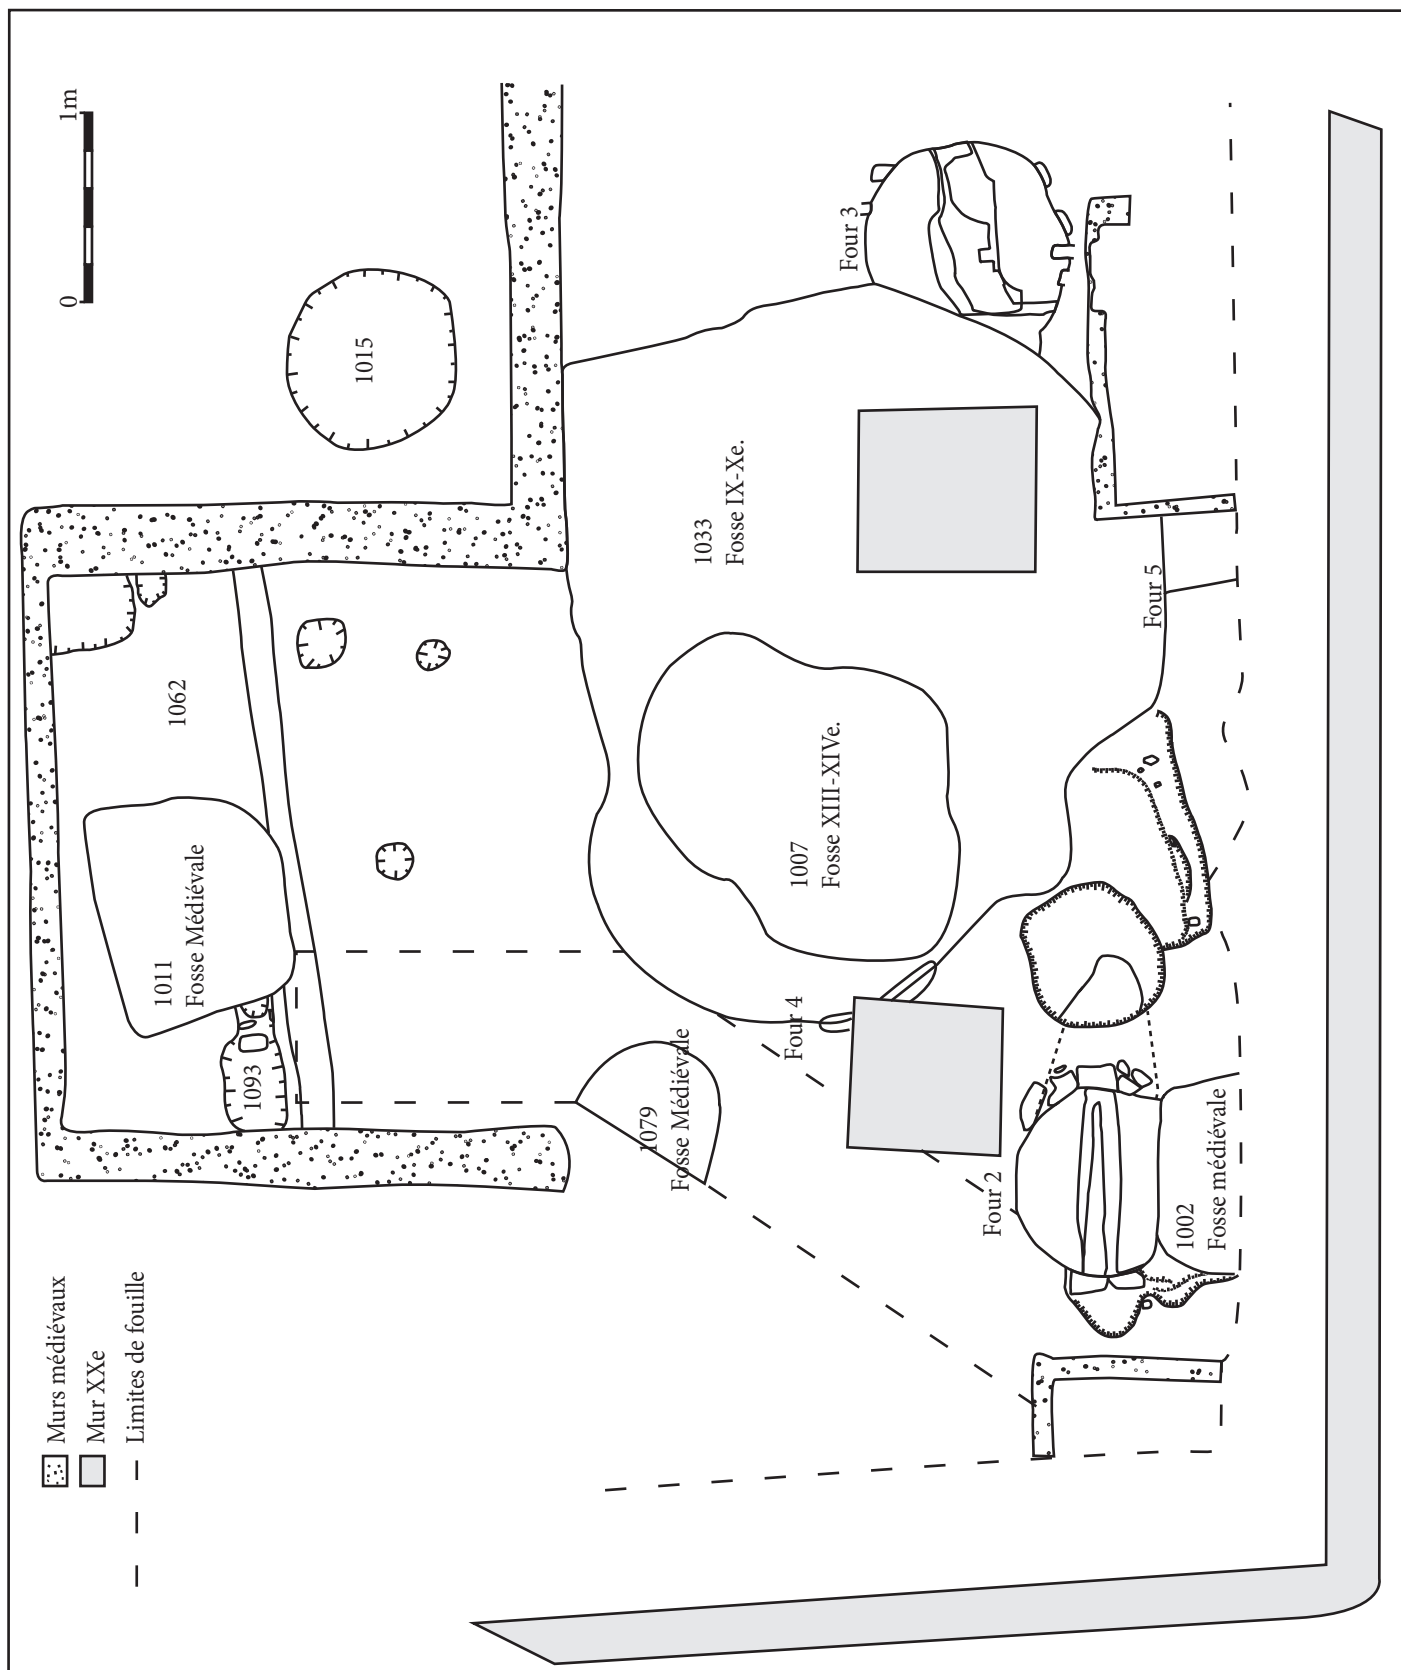 Murs médiévaux
Mur XXe
Limites de fouille
0
1m
1011
Fosse Médiévale
1093
1062
1015
1079
Fosse Médiévale
1007
Fosse XIII-XIVe.
1033
Fosse IX-Xe.
Four 4
Four 3
Four 2
1002
Fosse médiévale
Four 5